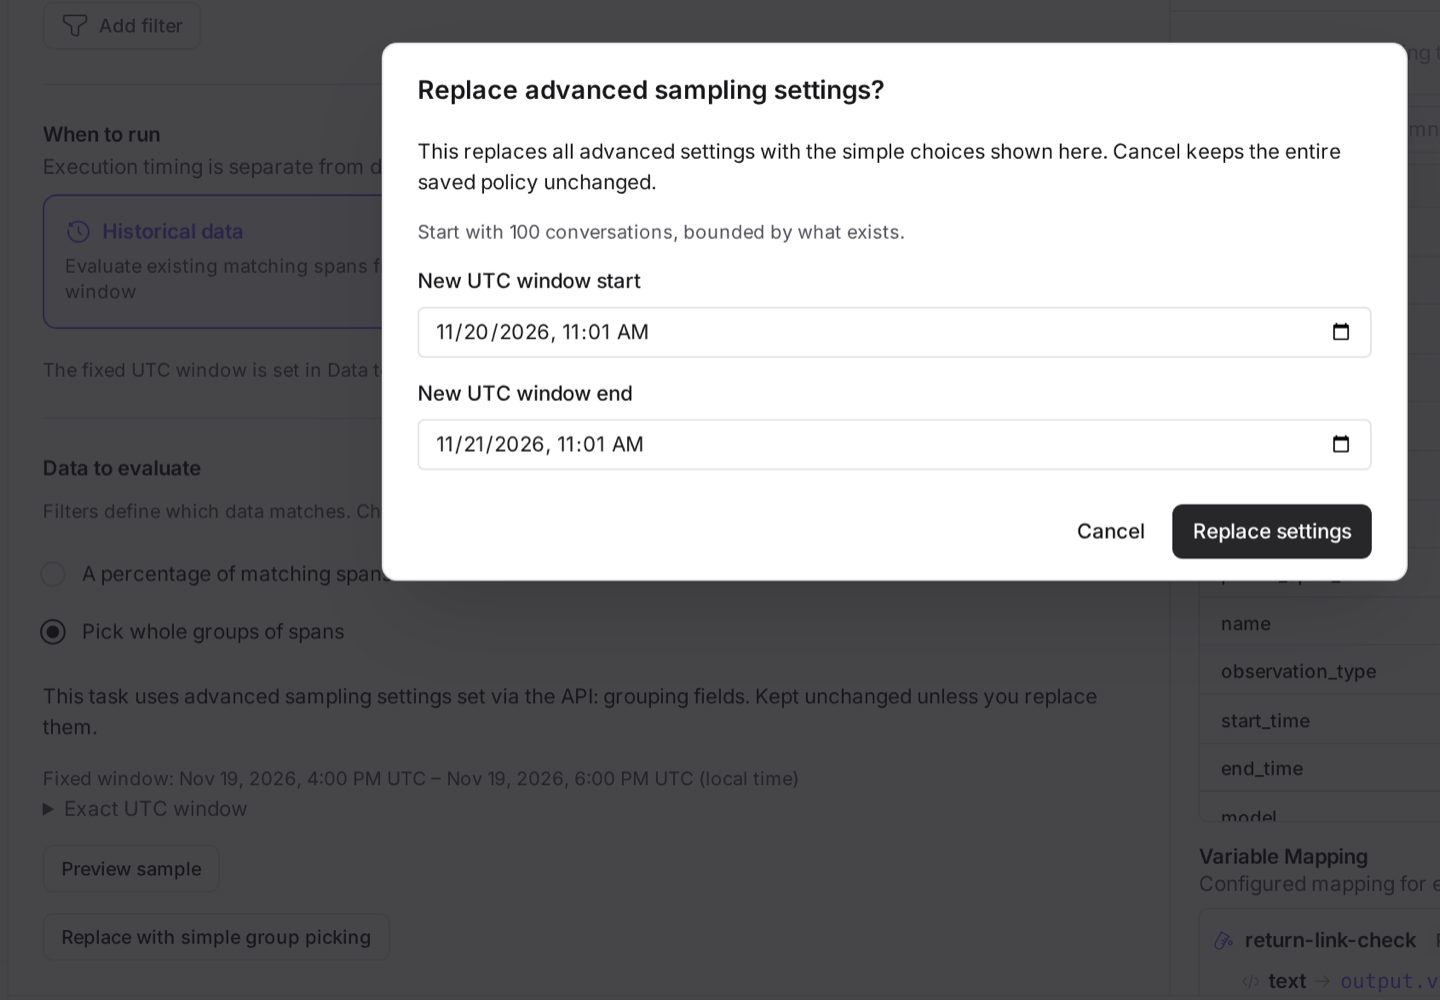 Add filter
When to run
Execution timing is separate from
Historical data
Evaluate existing matching spans
window
The fixed UTC window is set in Data
Data to evaluate
Filters define which data matches.
A percentage of matching spans
Pick whole groups of spans
This task uses advanced sampling settings set via the API: grouping fields. Kept unchanged unless you replace
them.
Fixed window: Nov 19, 2026, 4:00 PM UTC – Nov 19, 2026, 6:00 PM UTC (local time)
▶ Exact UTC window
Preview sample
Replace with simple group picking
Replace advanced sampling settings?
This replaces all advanced settings with the simple choices shown here. Cancel keeps the entire
saved policy unchanged.
Start with 100 conversations, bounded by what exists.
New UTC window start
11/20/2026, 11:01 AM
New UTC window end
11/21/2026, 11:01 AM
Cancel
Replace settings
name
observation_type
start_time
end_time
model
Variable Mapping
Configured mapping for
return-link-check
</> text → output.v